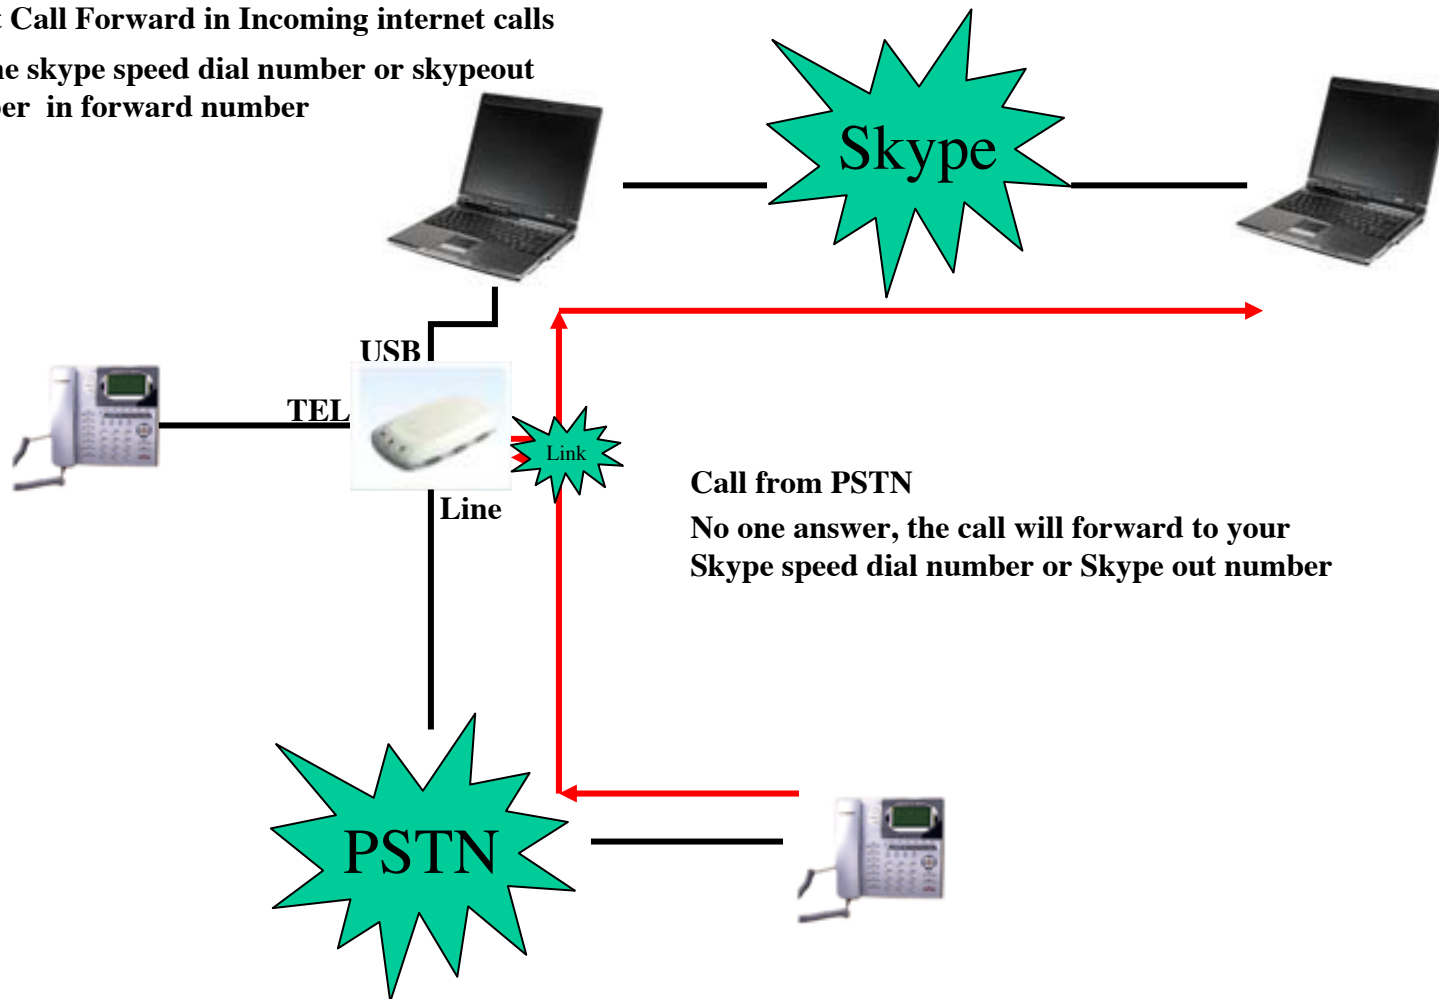 Call Forward in Incoming internet calls
skype speed dial number or skypeout
in forward number
Skype
USB
TEL
Link
Line
Call from PSTN
No one answer, the call will forward to your
Skype speed dial number or Skype out number
PSTN